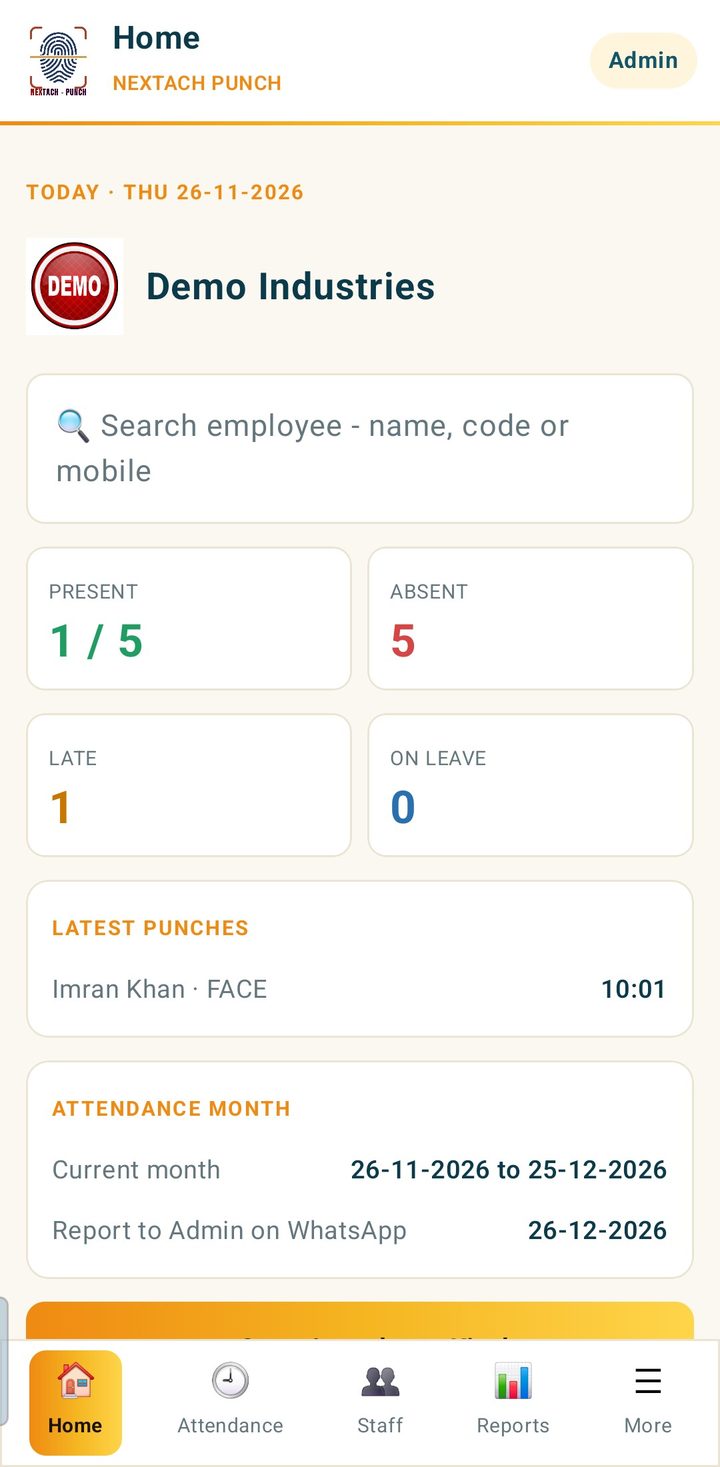 Home
NEXTACH PUNCH
NEXTACH · PUNCH
Admin
TODAY · THU 26-11-2026
DEMO
Demo Industries
Search employee - name, code or
mobile
PRESENT
1 / 5
ABSENT
5
LATE
1
ON LEAVE
0
LATEST PUNCHES
Imran Khan · FACE
10:01
ATTENDANCE MONTH
Current month
26-11-2026 to 25-12-2026
Report to Admin on WhatsApp
26-12-2026
Home
Attendance
Staff
Reports
More